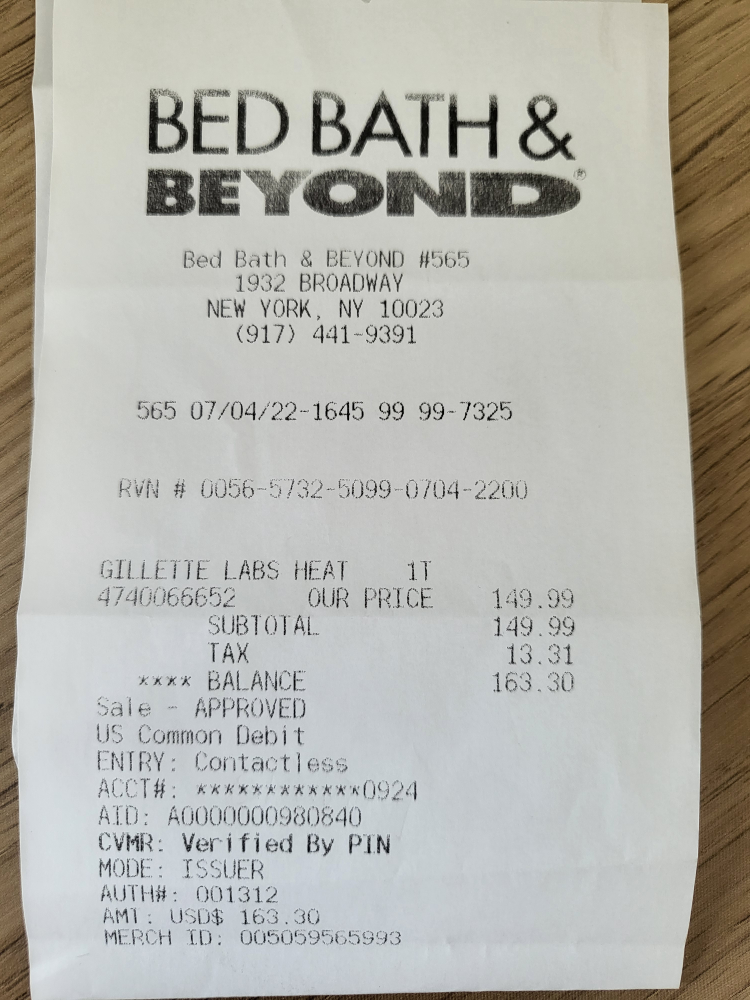 BED BATH &
BEYOND®
Bed Bath & BEYOND #565
1932 BROADWAY
NEW YORK, NY 10023
(917) 441-9391
565 07/04/22-1645 99 99-7325
RVN # 0056-5732-5099-0704-2200
GILLETTE LABS HEAT 1T
4740066652 OUR PRICE 149.99
SUBTOTAL 149.99
TAX 13.31
**** BALANCE 163.30
Sale - APPROVED
US Common Debit
ENTRY: Contactless
ACCT#: ************0924
AID: A0000000980840
CVMR: Verified By PIN
MODE: ISSUER
AUTH#: 001312
AMT: USD$ 163.30
MERCH ID: 005059565993